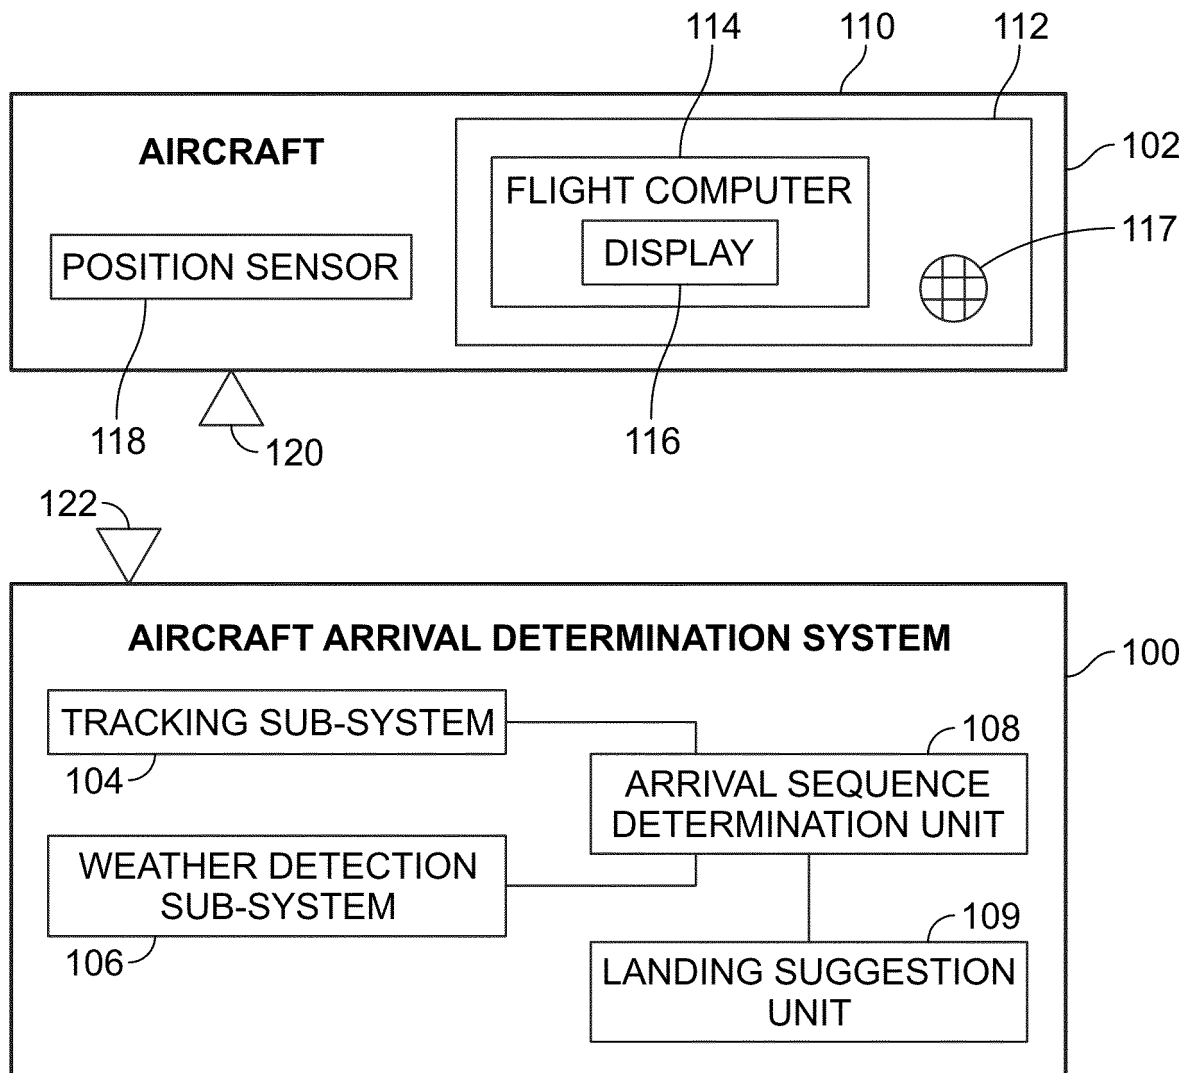 114
110
112
AIRCRAFT
102
FLIGHT COMPUTER
117
DISPLAY
POSITION SENSOR
118
120
116
122
AIRCRAFT ARRIVAL DETERMINATION SYSTEM
100
TRACKING SUB-SYSTEM
104
108
ARRIVAL SEQUENCE
DETERMINATION UNIT
WEATHER DETECTION
SUB-SYSTEM
106
109
LANDING SUGGESTION
UNIT